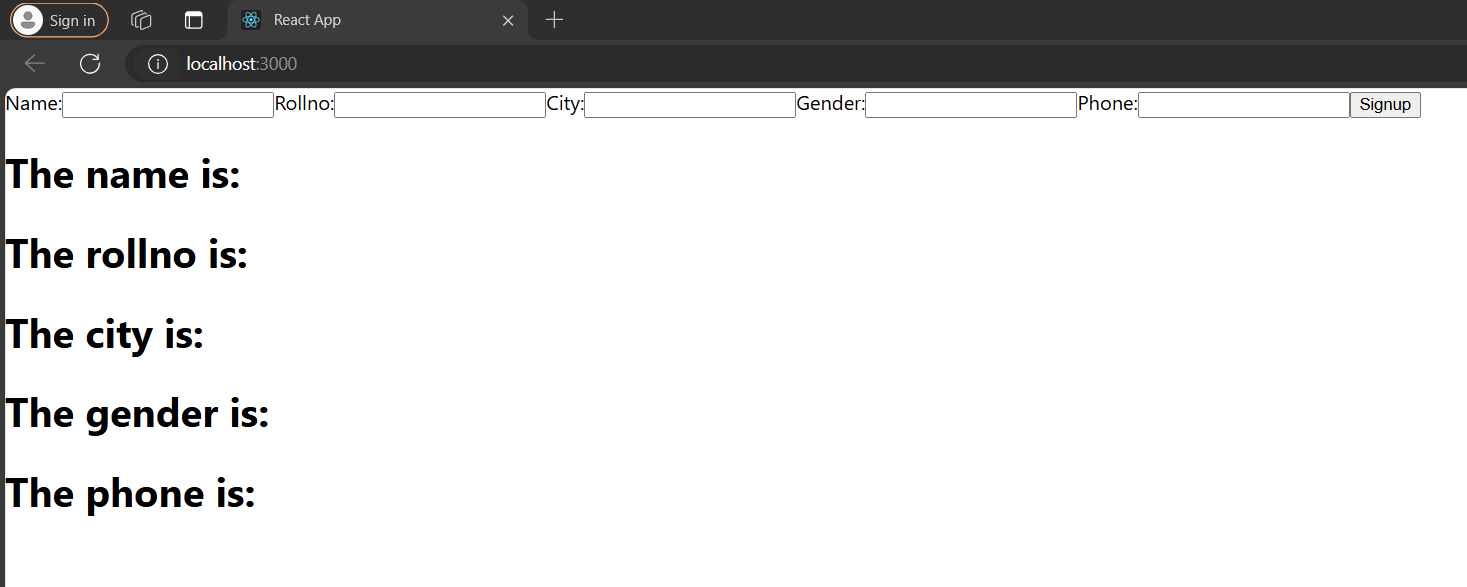 Sign in
React App
localhost:3000
Name: Rollno: City: Gender: Phone: Signup
The name is:
The rollno is:
The city is:
The gender is:
The phone is: